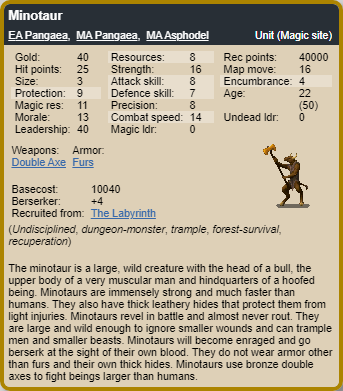 Minotaur
EA Pangaea, MA Pangaea, MA Asphodel Unit (Magic site)
Gold: 40 Resources: 8 Rec points: 40000
Hit points: 25 Strength: 16 Map move: 16
Size: 3 Attack skill: 8 Encumbrance: 4
Protection: 9 Defence skill: 7 Age: 22
Magic res: 11 Precision: 8 (50)
Morale: 13 Combat speed: 14 Undead ldr: 0
Leadership: 40 Magic ldr: 0
Weapons: Armor:
Double Axe Furs
Basecost: 10040
Berserker: +4
Recruited from: The Labyrinth
(Undisciplined, dungeon-monster, trample, forest-survival,
recuperation)
The minotaur is a large, wild creature with the head of a bull, the
upper body of a very muscular man and hindquarters of a hoofed
being. Minotaurs are immensely strong and much faster than
humans. They also have thick leathery hides that protect them from
light injuries. Minotaurs revel in battle and almost never rout. They
are large and wild enough to ignore smaller wounds and can trample
men and smaller beasts. Minotaurs will become enraged and go
berserk at the sight of their own blood. They do not wear armor other
than furs and their own thick hides. Minotaurs use bronze double
axes to fight beings larger than humans.